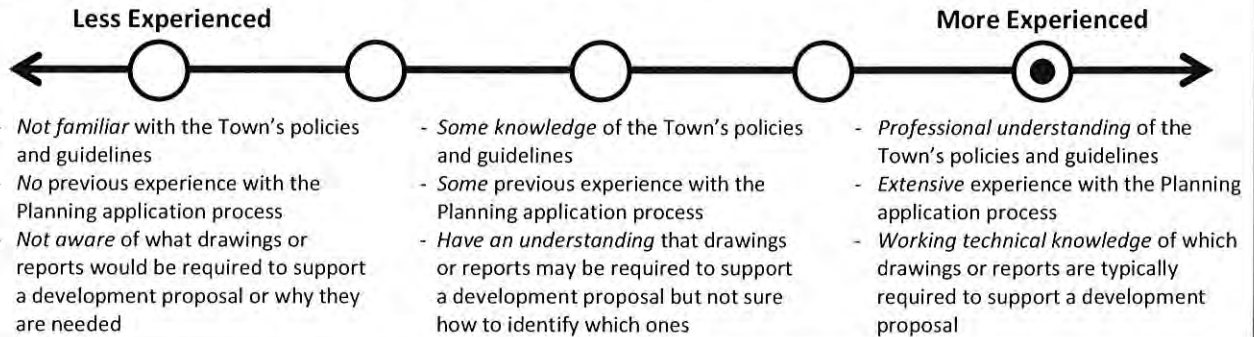 Less Experienced
More Experienced
- Not familiar with the Town's policies
and guidelines
- No previous experience with the
Planning application process
- Not aware of what drawings or
reports would be required to support
a development proposal or why they
are needed
- Some knowledge of the Town's policies
and guidelines
- Some previous experience with the
Planning application process
- Have an understanding that drawings
or reports may be required to support
a development proposal but not sure
how to identify which ones
- Professional understanding of the
Town's policies and guidelines
- Extensive experience with the Planning
application process
- Working technical knowledge of which
drawings or reports are typically
required to support a development
proposal